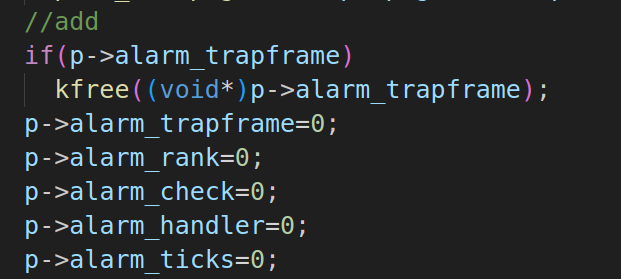 //add
if(p->alarm_trapframe)
  kfree((void*)p->alarm_trapframe);
p->alarm_trapframe=0;
p->alarm_rank=0;
p->alarm_check=0;
p->alarm_handler=0;
p->alarm_ticks=0;